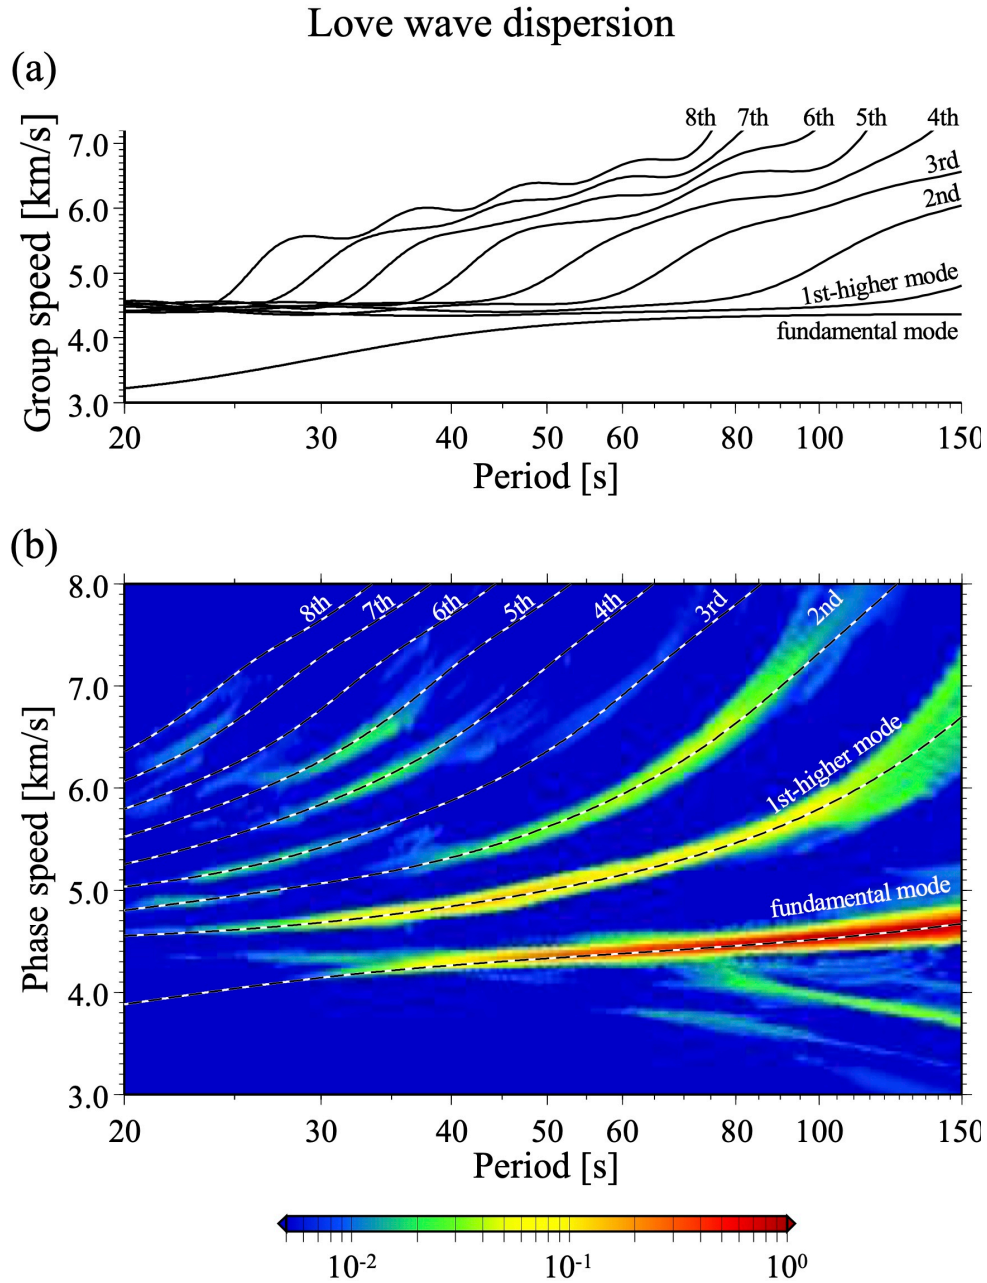 Love wave dispersion
(a)
8th 7th 6th 5th 4th
3rd
2nd
1st-higher mode
fundamental mode
Group speed [km/s]
7.0
6.0
5.0
4.0
3.0
20 30 40 50 60 80 100 150
Period [s]
(b)
8th 7th 6th 5th 4th 3rd 2nd
1st-higher mode
fundamental mode
Phase speed [km/s]
8.0
7.0
6.0
5.0
4.0
3.0
20 30 40 50 60 80 100 150
Period [s]
10-2 10-1 100